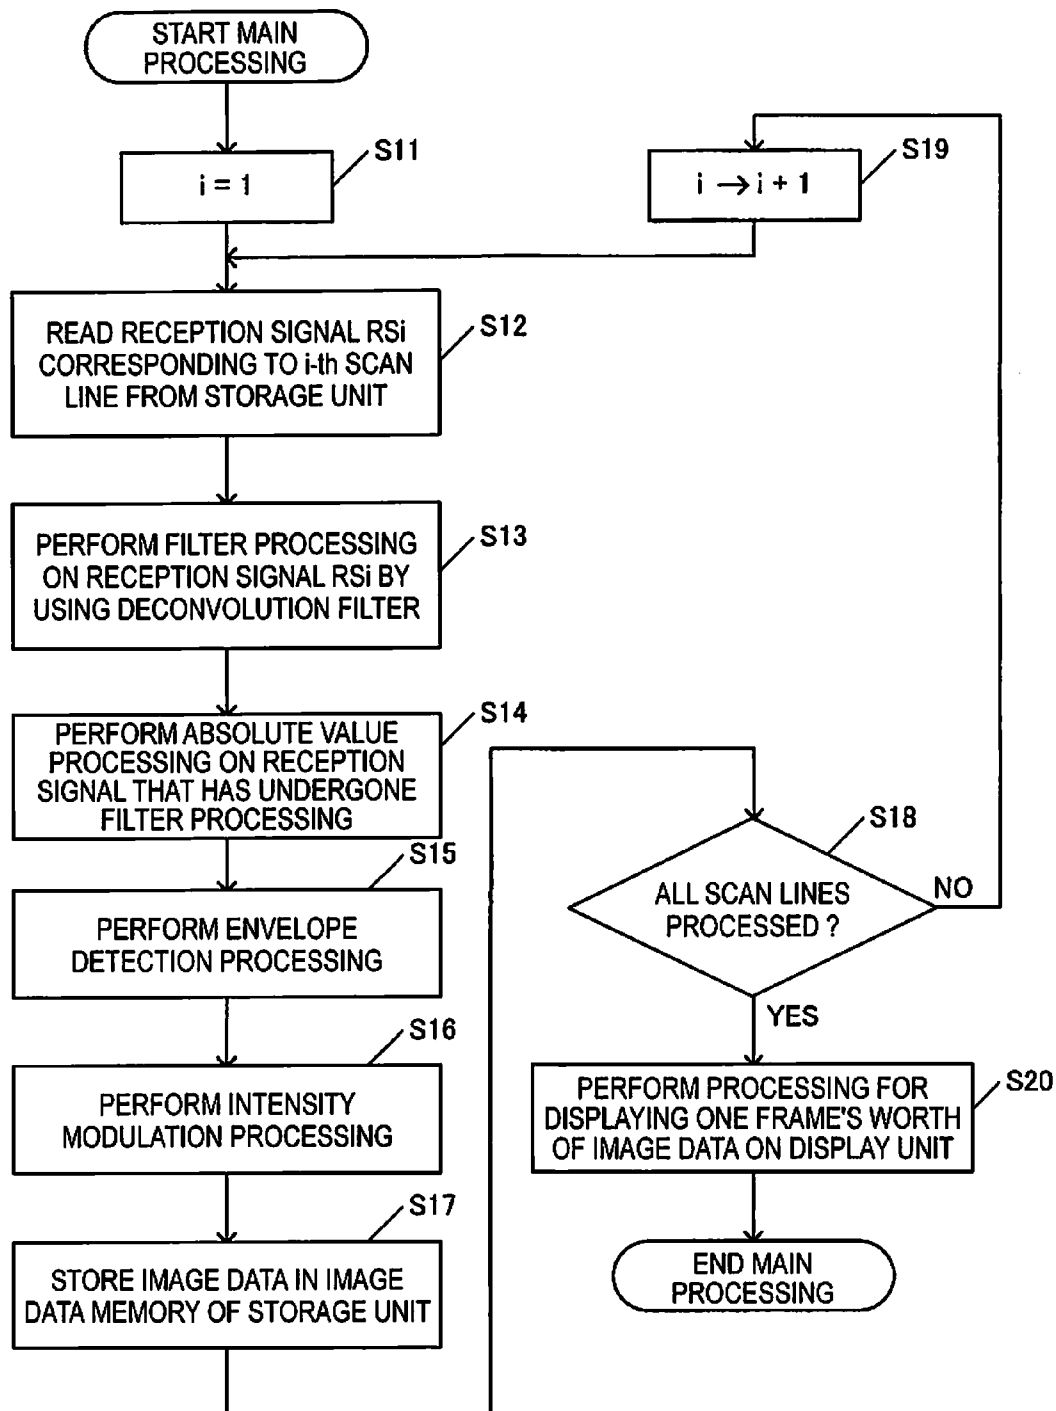 START MAIN
PROCESSING
S11
i = 1
S19
i → i + 1
S12
READ RECEPTION SIGNAL RSi
CORRESPONDING TO i-th SCAN
LINE FROM STORAGE UNIT
S13
PERFORM FILTER PROCESSING
ON RECEPTION SIGNAL RSi BY
USING DECONVOLUTION FILTER
S14
PERFORM ABSOLUTE VALUE
PROCESSING ON RECEPTION
SIGNAL THAT HAS UNDERGONE
FILTER PROCESSING
S15
PERFORM ENVELOPE
DETECTION PROCESSING
S16
PERFORM INTENSITY
MODULATION PROCESSING
S17
STORE IMAGE DATA IN IMAGE
DATA MEMORY OF STORAGE UNIT
S18
ALL SCAN LINES
PROCESSED ?
NO
YES
S20
PERFORM PROCESSING FOR
DISPLAYING ONE FRAME'S WORTH
OF IMAGE DATA ON DISPLAY UNIT
END MAIN
PROCESSING